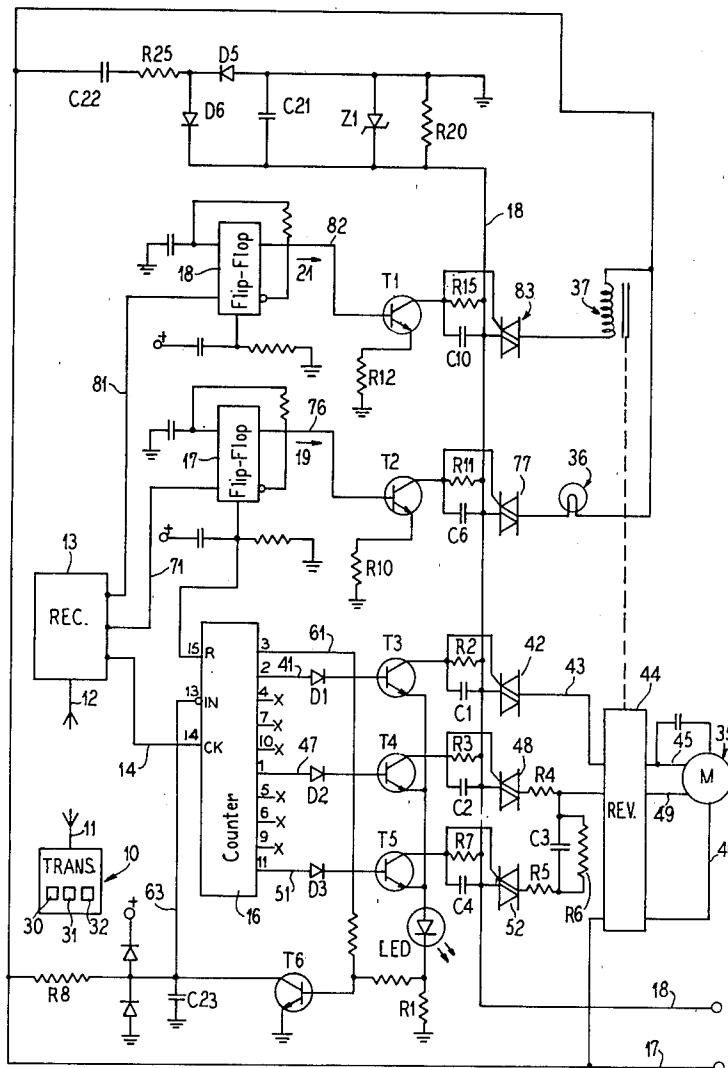 R25
D5
C22
D6
C21
Z1
R20
18
82
18
Flip-Flop
21
T1
R15
83
37
C10
R12
81
76
17
Flip-Flop
19
T2
R11
77
36
C6
R10
13
REC.
71
12
14
61
15 R
3
2
41
D1
T3
R2
42
43
44
C1
13 IN
4 X
7 X
10 X
14 CK
1
47
D2
T4
R3
48
R4
C2
45
35
M
49
REV.
5 X
6 X
9 X
Counter
16
11
51
D3
T5
R7
C3
R5
R6
C4
52
4
11
TRANS.
10
30
31
32
63
LED
R8
C23
T6
R1
18
17